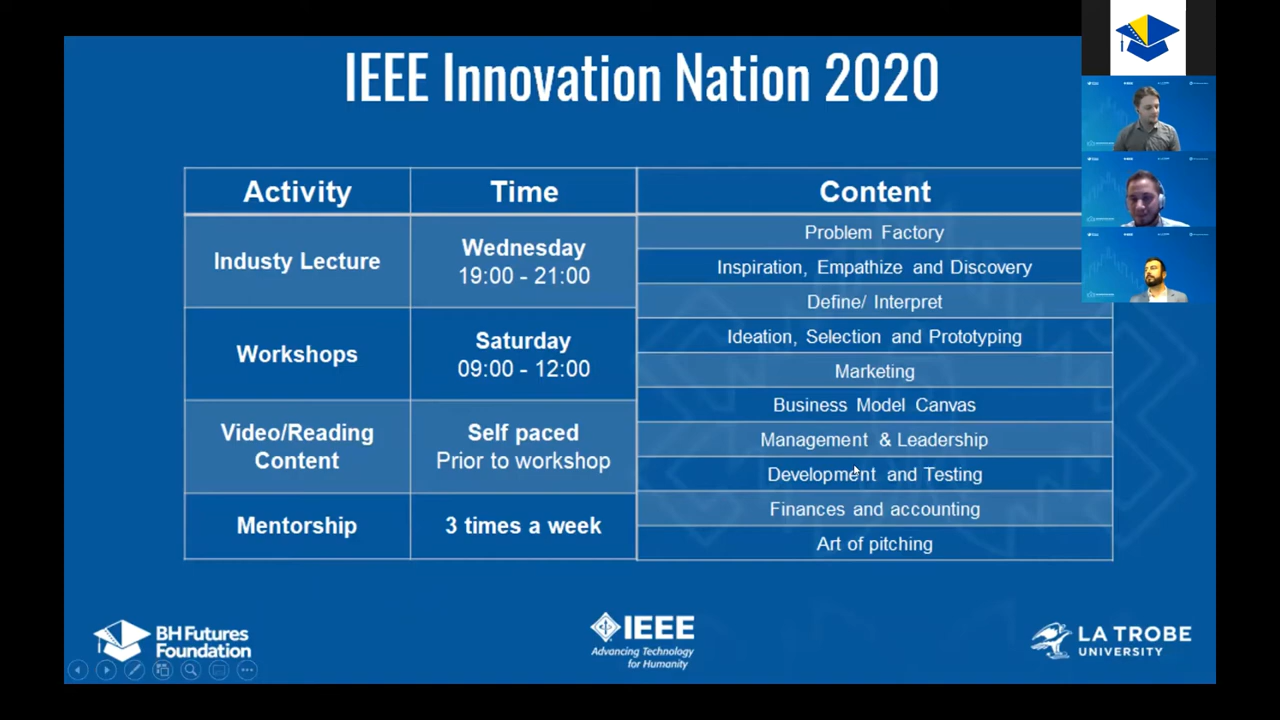 IEEE Innovation Nation 2020
Activity
Time
Content
Industy Lecture
Wednesday
19:00 - 21:00
Workshops
Saturday
09:00 - 12:00
Video/Reading
Content
Self paced
Prior to workshop
Mentorship
3 times a week
Problem Factory
Inspiration, Empathize and Discovery
Define/ Interpret
Ideation, Selection and Prototyping
Marketing
Business Model Canvas
Management & Leadership
Development and Testing
Finances and accounting
Art of pitching
BH Futures
Foundation
IEEE
Advancing Technology
for Humanity
LA TROBE
UNIVERSITY